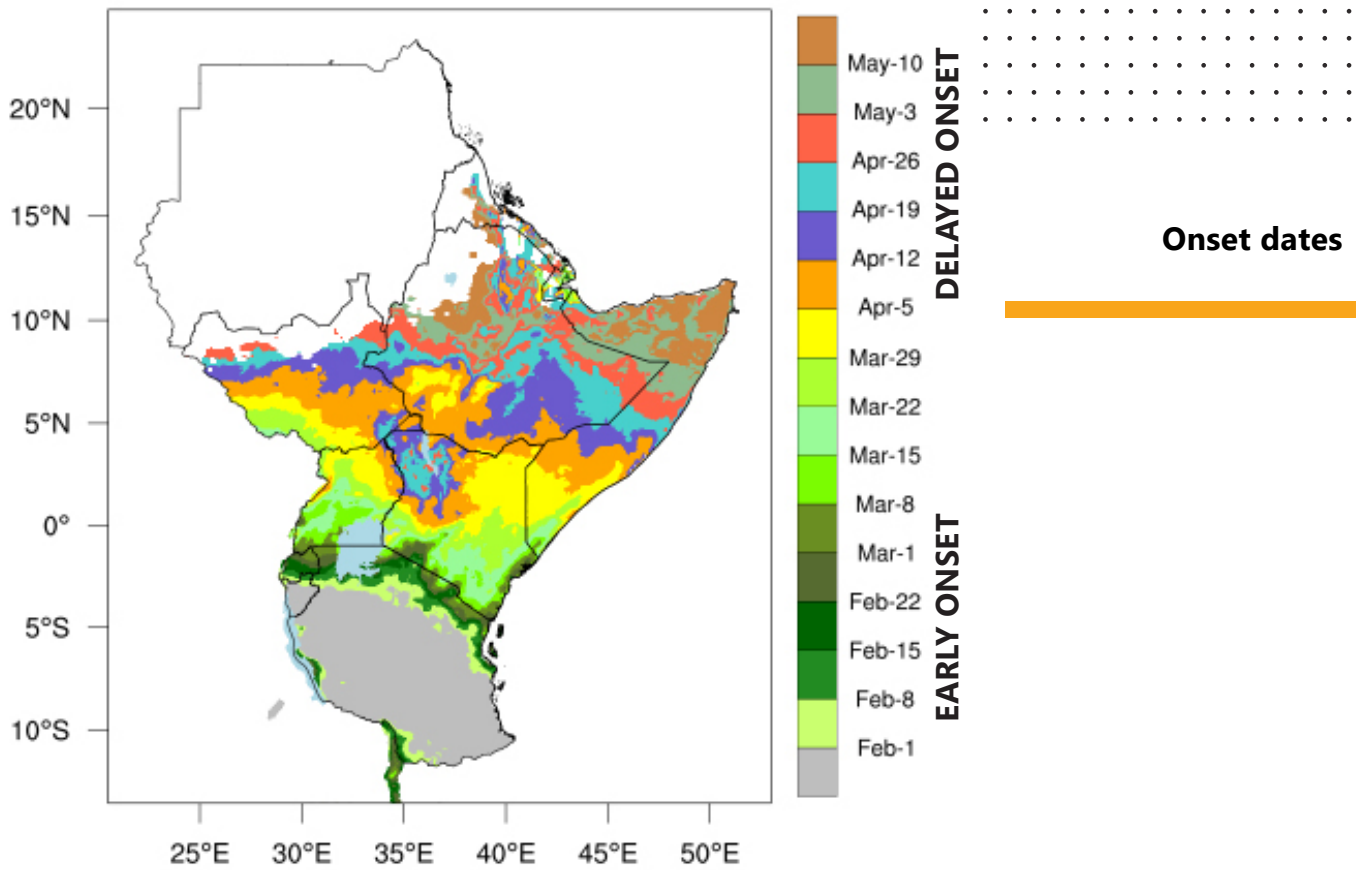 20°N
15°N
10°N
5°N
0°
5°S
10°S
25°E 30°E 35°E 40°E 45°E 50°E
May-10
May-3
Apr-26
Apr-19
Apr-12
Apr-5
Mar-29
Mar-22
Mar-15
Mar-8
Mar-1
Feb-22
Feb-15
Feb-8
Feb-1
DELAYED ONSET
EARLY ONSET
Onset dates